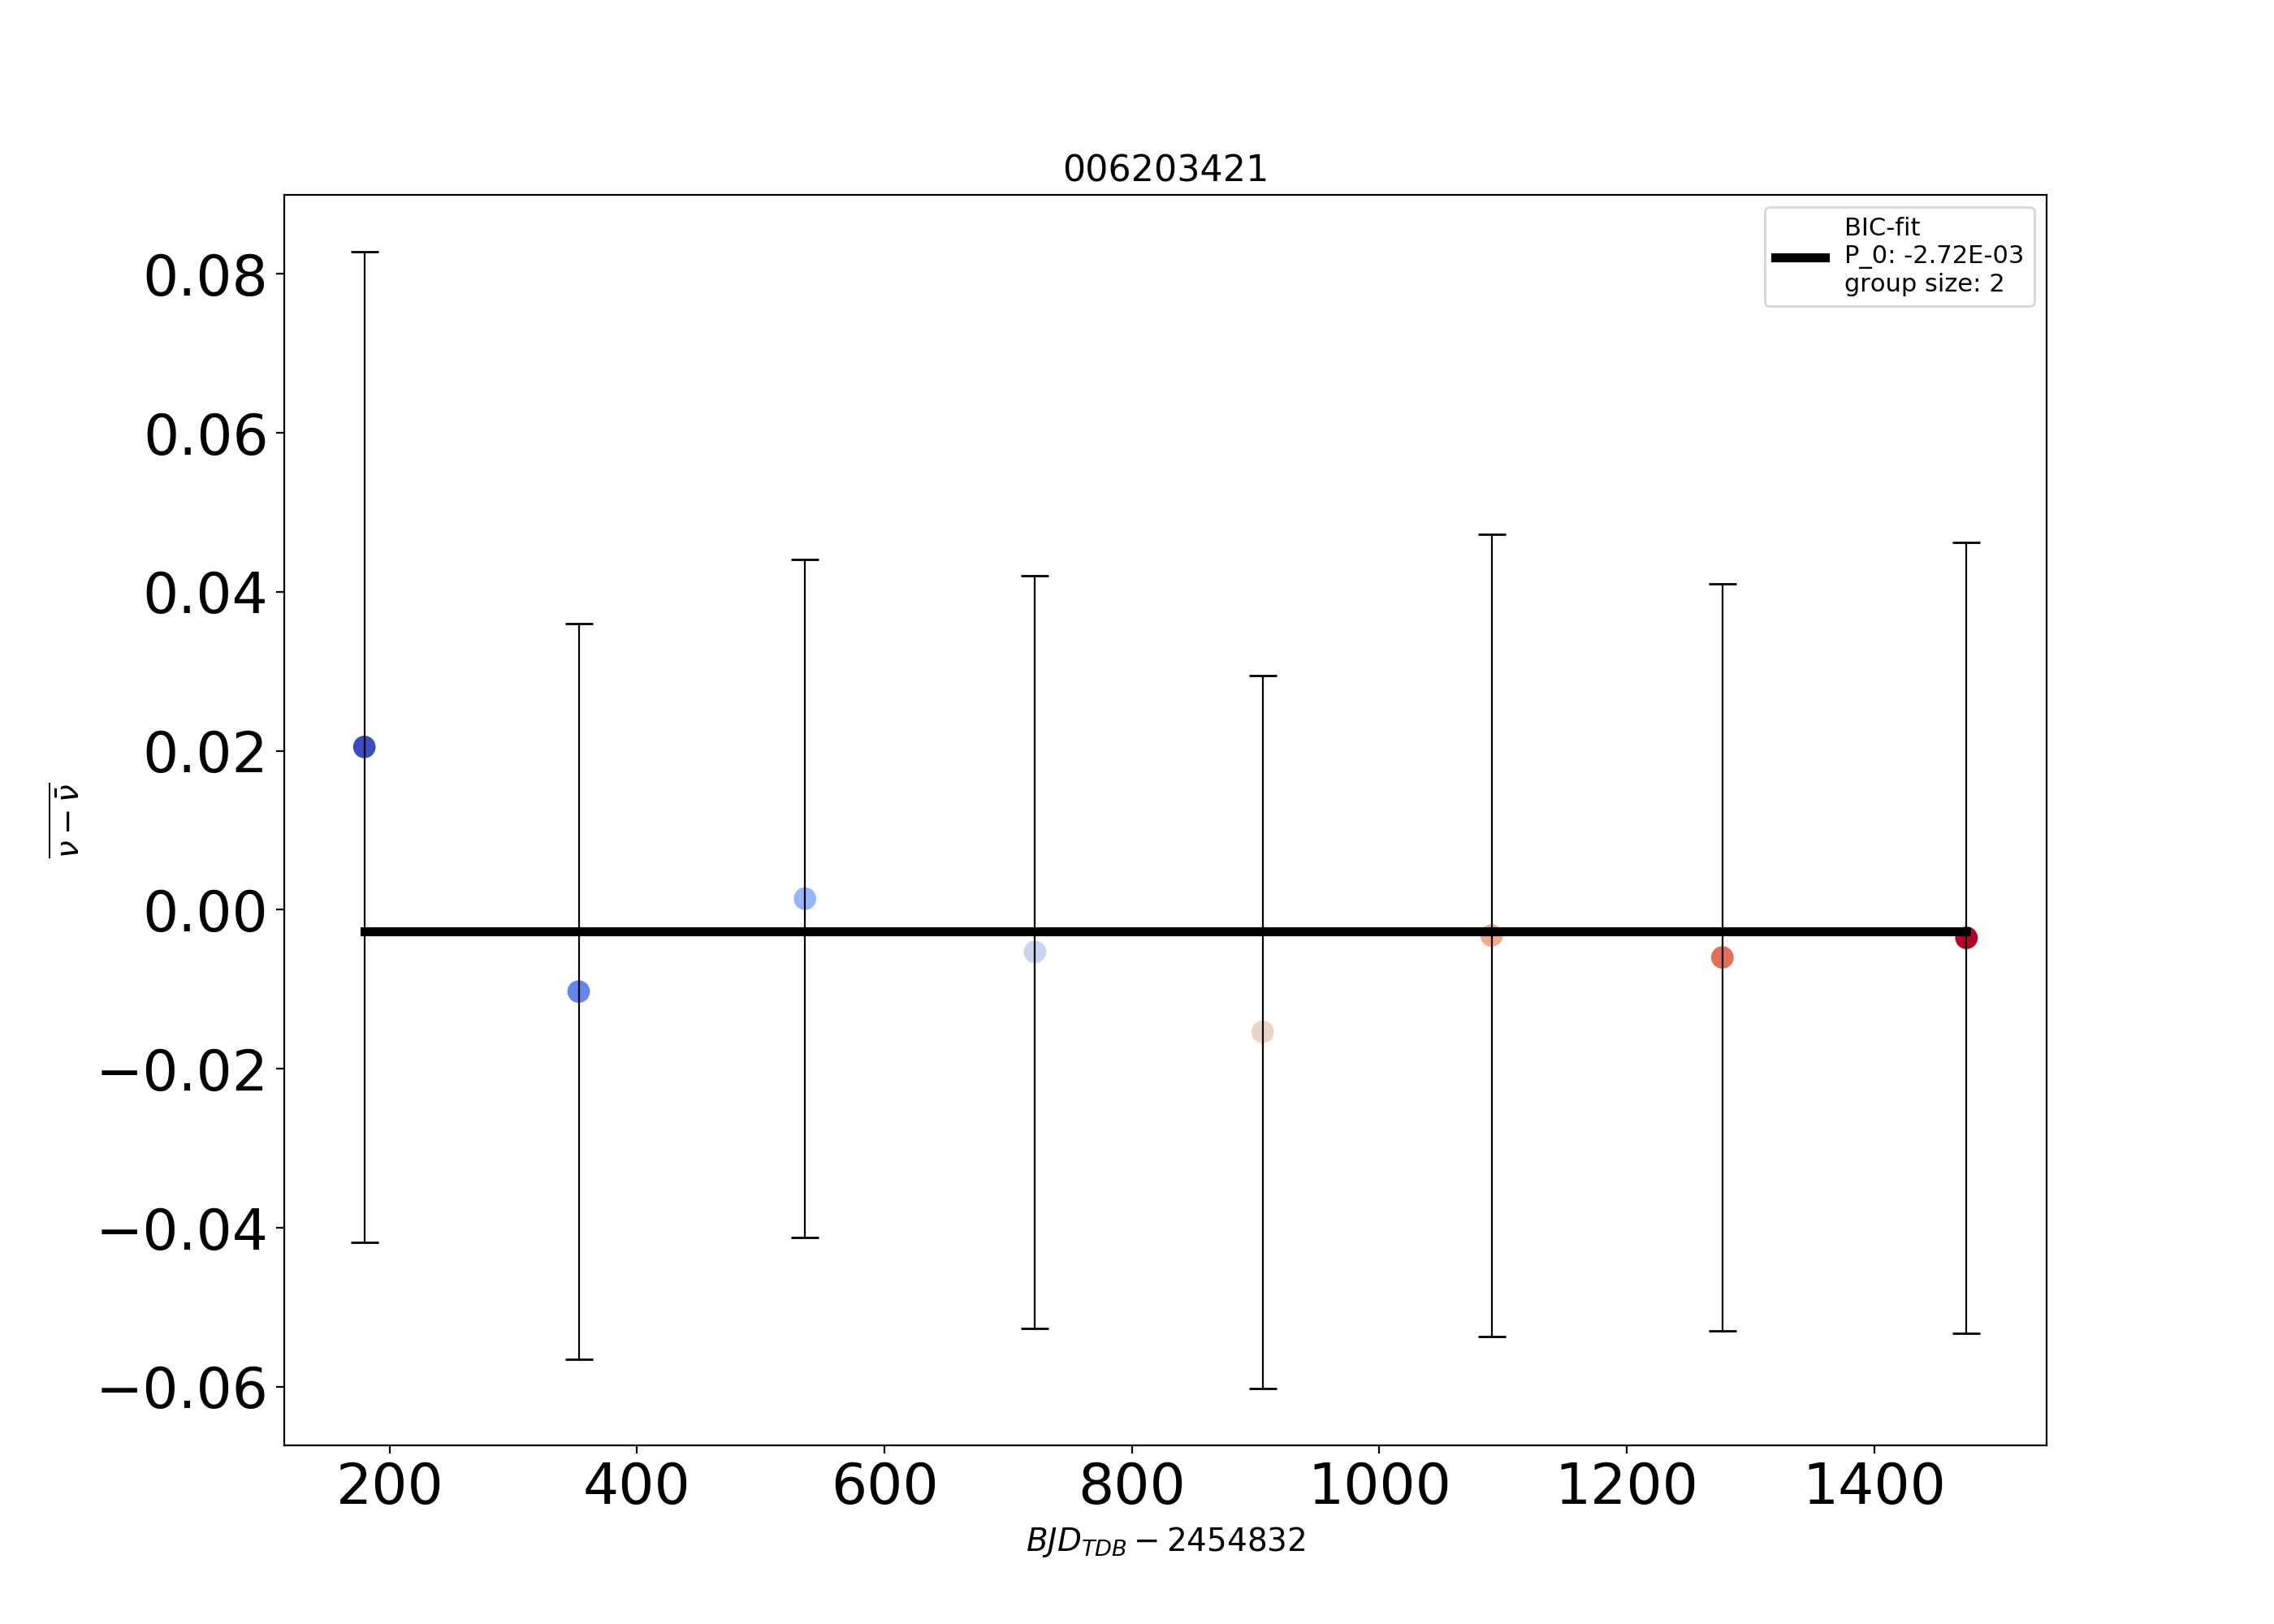 006203421
BIC-fit
P_0: -2.72E-03
group size: 2
0.08
0.06
0.04
0.02
0.00
−0.02
−0.04
−0.06
ν − ν̄
200 400 600 800 1000 1200 1400
BJD_TDB − 2454832